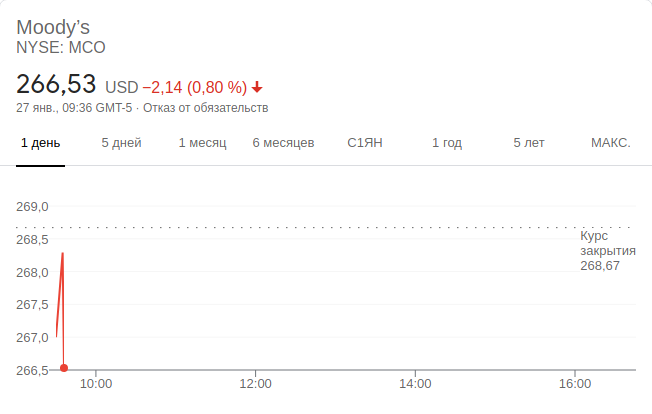 Moody’s
NYSE: MCO
266,53 USD −2,14 (0,80 %)
27 янв., 09:36 GMT-5 · Отказ от обязательств
1 день 5 дней 1 месяц 6 месяцев С1ЯН 1 год 5 лет МАКС.
269,0
268,5
268,0
267,5
267,0
266,5
Курс
закрытия
268,67
10:00 12:00 14:00 16:00